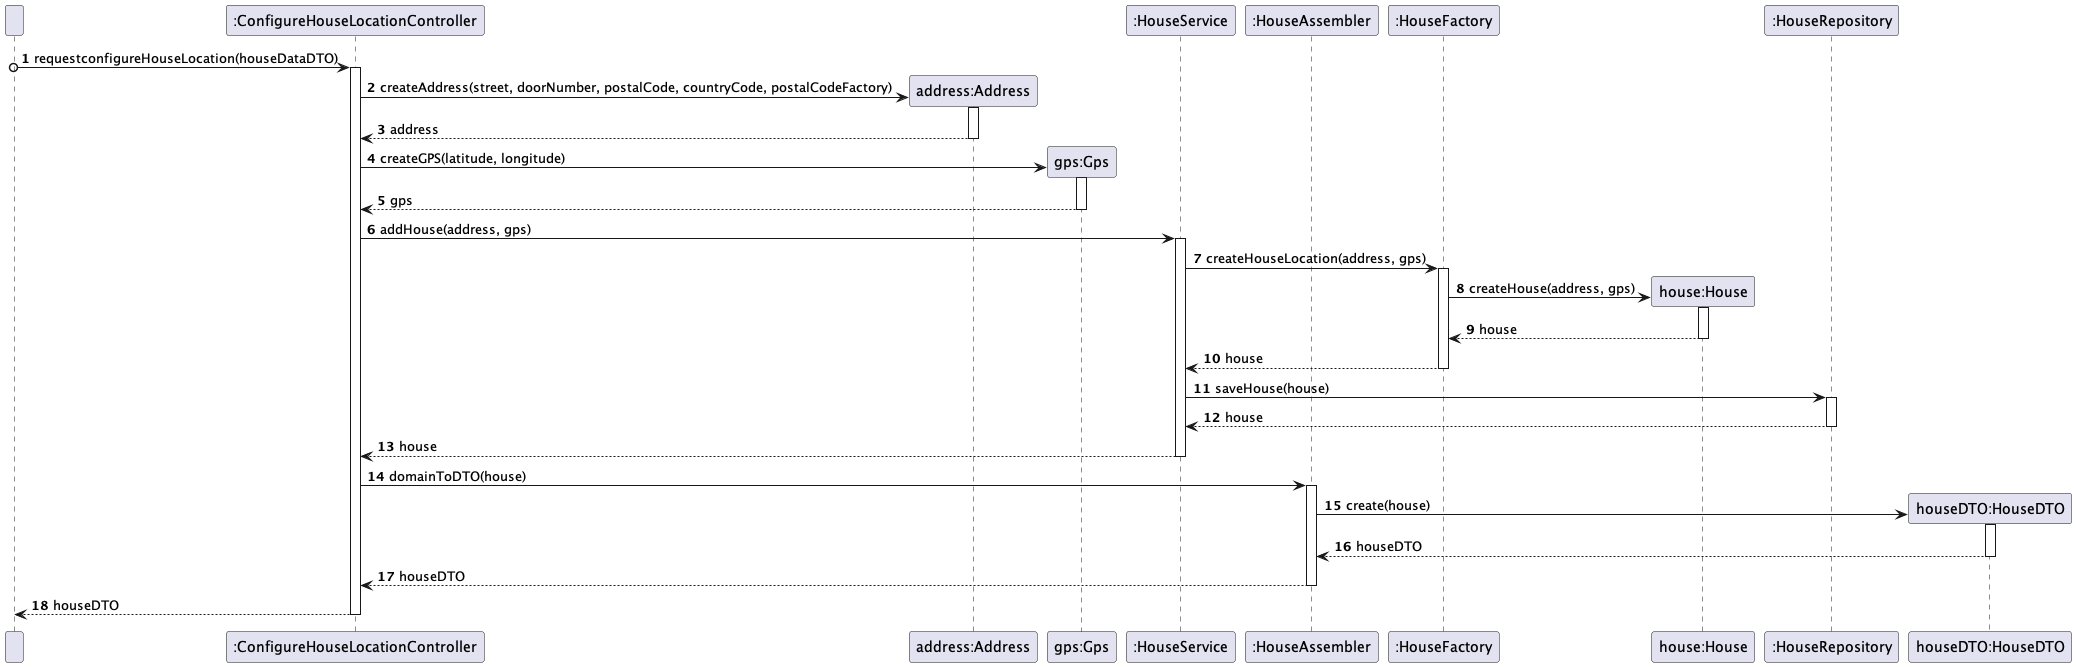 :ConfigureHouseLocationController :HouseService :HouseAssembler :HouseFactory :HouseRepository
1 requestconfigureHouseLocation(houseDataDTO)
2 createAddress(street, doorNumber, postalCode, countryCode, postalCodeFactory)
address:Address
3 address
4 createGPS(latitude, longitude)
gps:Gps
5 gps
6 addHouse(address, gps)
7 createHouseLocation(address, gps)
8 createHouse(address, gps)
house:House
9 house
10 house
11 saveHouse(house)
12 house
13 house
14 domainToDTO(house)
15 create(house)
houseDTO:HouseDTO
16 houseDTO
17 houseDTO
18 houseDTO
:ConfigureHouseLocationController address:Address gps:Gps :HouseService :HouseAssembler :HouseFactory house:House :HouseRepository houseDTO:HouseDTO